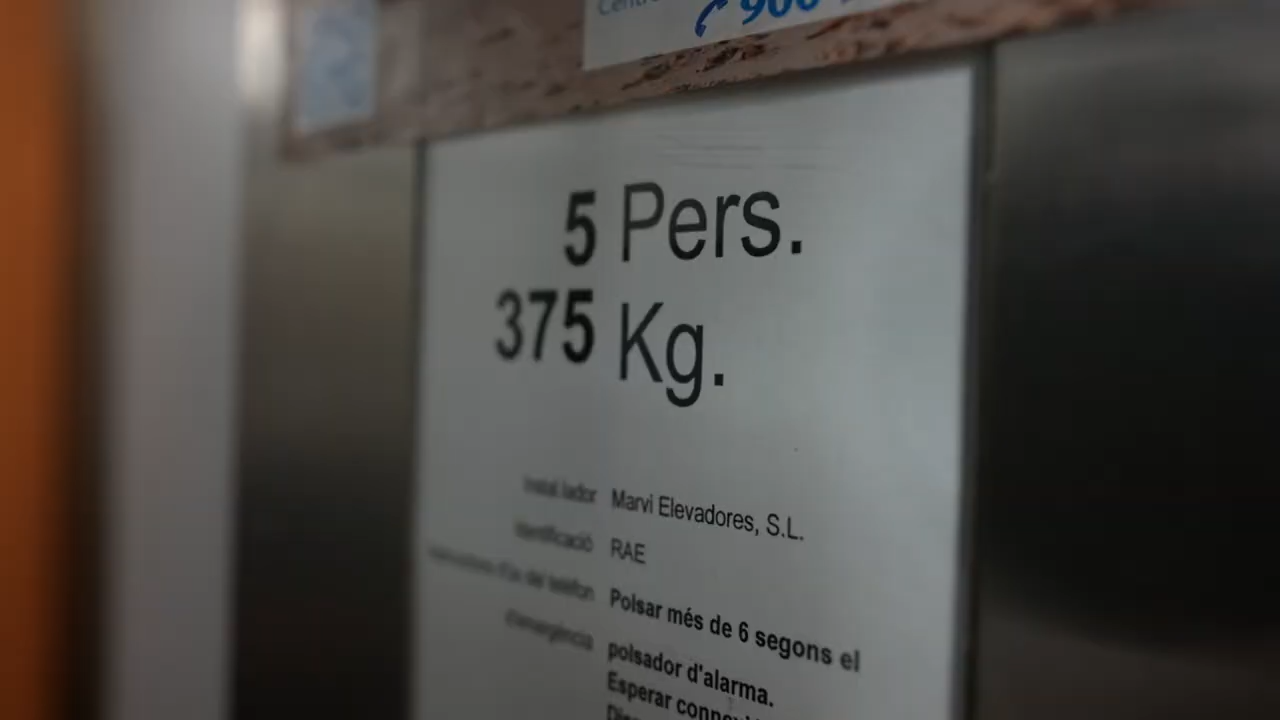 900
5 Pers.
375 Kg.
Instal.lador Marvi Elevadores, S.L.
Identificació RAE
Instruccions d'ús del telèfon Polsar més de 6 segons el
d'emergència polsador d'alarma.
Esperar